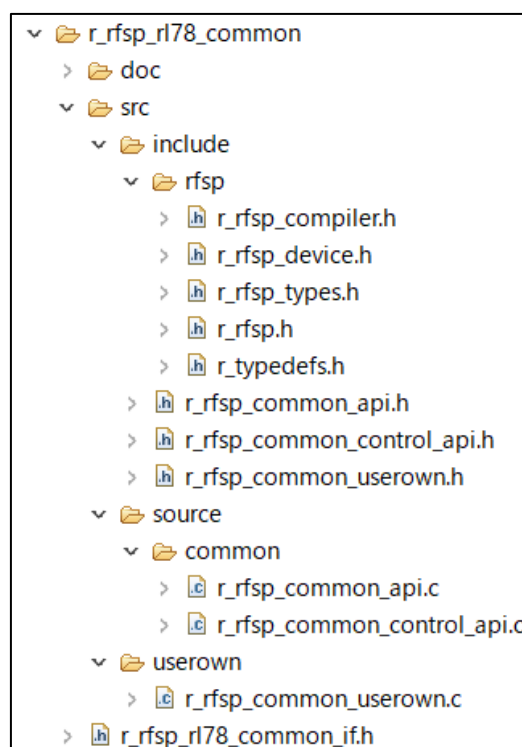 r_rfsp_rl78_common
doc
src
include
rfsp
r_rfsp_compiler.h
r_rfsp_device.h
r_rfsp_types.h
r_rfsp.h
r_typedefs.h
r_rfsp_common_api.h
r_rfsp_common_control_api.h
r_rfsp_common_userown.h
source
common
r_rfsp_common_api.c
r_rfsp_common_control_api.c
userown
r_rfsp_common_userown.c
r_rfsp_rl78_common_if.h